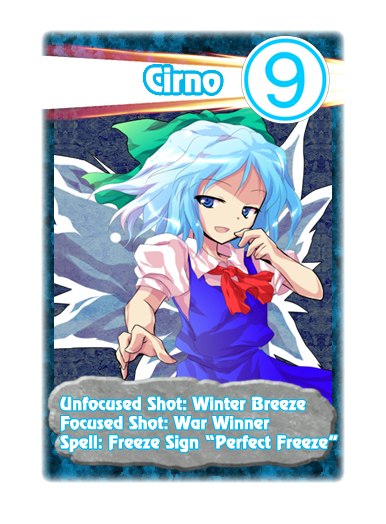 Cirno
9
Unfocused Shot: Winter Breeze
Focused Shot: War Winner
Spell: Freeze Sign “Perfect Freeze”